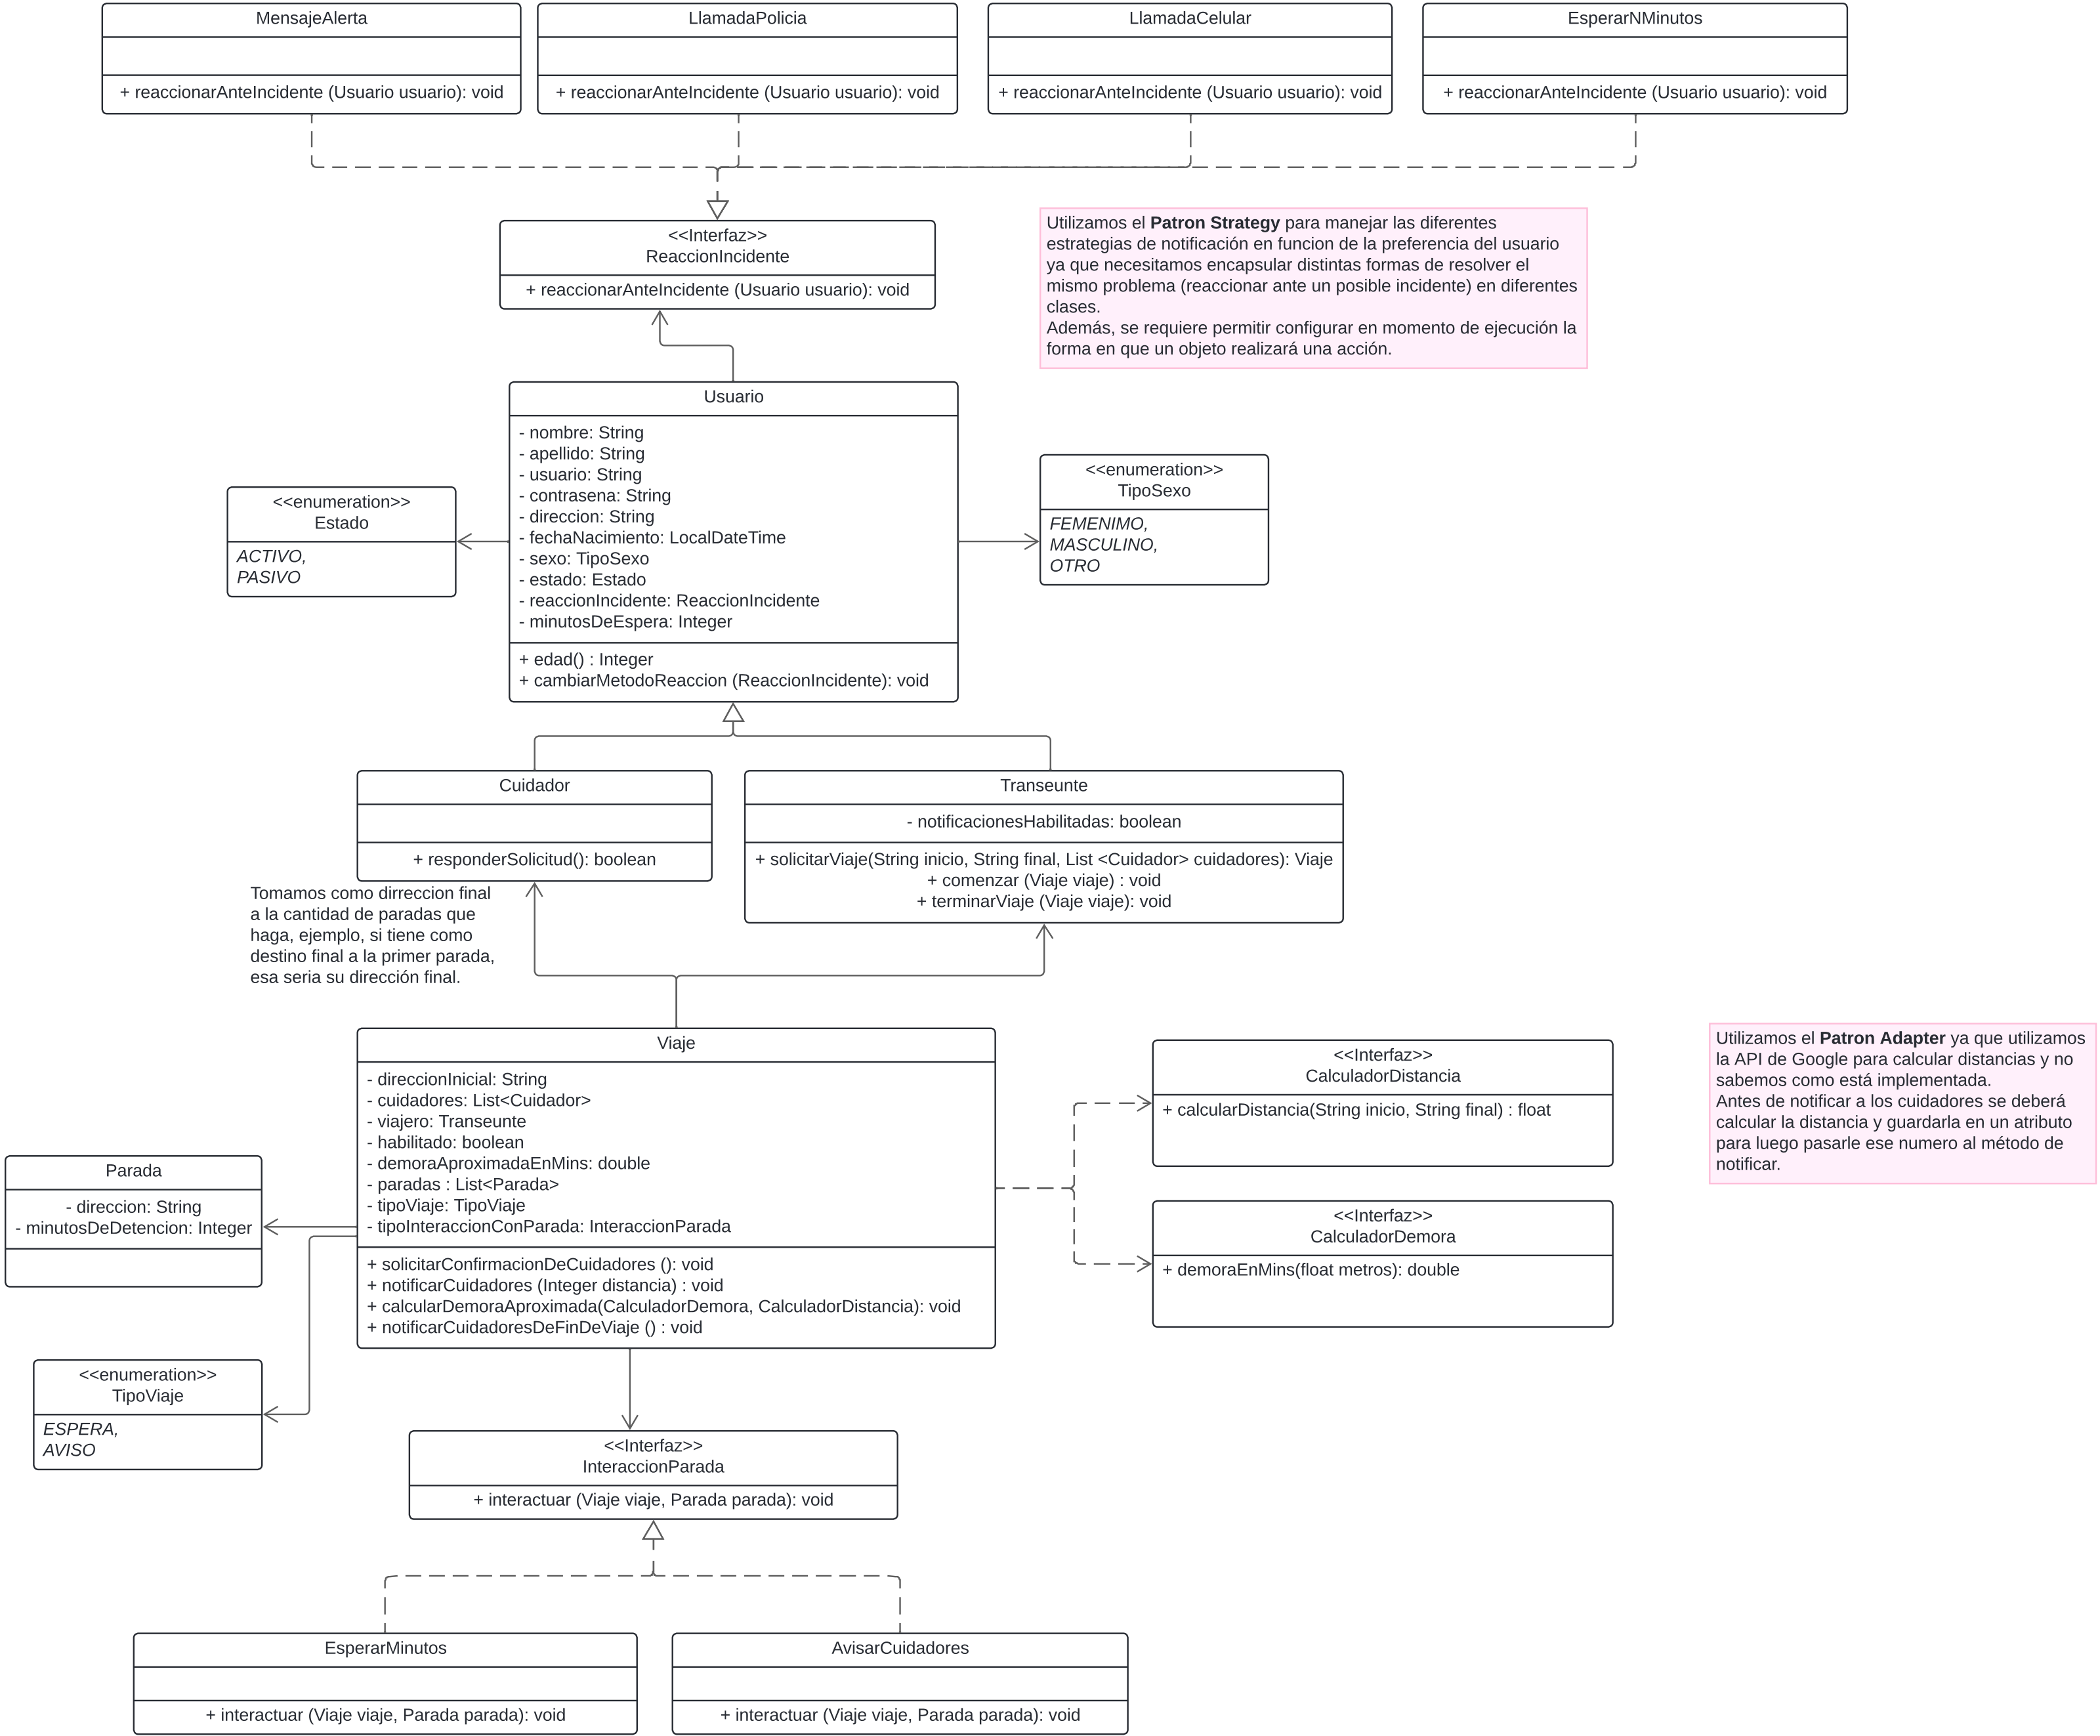 MensajeAlerta
+ reaccionarAnteIncidente (Usuario usuario): void
LlamadaPolicia
+ reaccionarAnteIncidente (Usuario usuario): void
LlamadaCelular
+ reaccionarAnteIncidente (Usuario usuario): void
EsperarNMinutos
+ reaccionarAnteIncidente (Usuario usuario): void
<<Interfaz>>
ReaccionIncidente
+ reaccionarAnteIncidente (Usuario usuario): void
Utilizamos el Patron Strategy para manejar las diferentes
estrategias de notificación en funcion de la preferencia del usuario
ya que necesitamos encapsular distintas formas de resolver el
mismo problema (reaccionar ante un posible incidente) en diferentes
clases.
Además, se requiere permitir configurar en momento de ejecución la
forma en que un objeto realizará una acción.
Usuario
- nombre: String
- apellido: String
- usuario: String
- contrasena: String
- direccion: String
- fechaNacimiento: LocalDateTime
- sexo: TipoSexo
- estado: Estado
- reaccionIncidente: ReaccionIncidente
- minutosDeEspera: Integer
+ edad() : Integer
+ cambiarMetodoReaccion (ReaccionIncidente): void
<<enumeration>>
Estado
ACTIVO,
PASIVO
<<enumeration>>
TipoSexo
FEMENIMO,
MASCULINO,
OTRO
Cuidador
+ responderSolicitud(): boolean
Transeunte
- notificacionesHabilitadas: boolean
+ solicitarViaje(String inicio, String final, List <Cuidador> cuidadores): Viaje
+ comenzar (Viaje viaje) : void
+ terminarViaje (Viaje viaje): void
Tomamos como dirreccion final
a la cantidad de paradas que
haga, ejemplo, si tiene como
destino final a la primer parada,
esa seria su dirección final.
Viaje
- direccionInicial: String
- cuidadores: List<Cuidador>
- viajero: Transeunte
- habilitado: boolean
- demoraAproximadaEnMins: double
- paradas : List<Parada>
- tipoViaje: TipoViaje
- tipoInteraccionConParada: InteraccionParada
+ solicitarConfirmacionDeCuidadores (): void
+ notificarCuidadores (Integer distancia) : void
+ calcularDemoraAproximada(CalculadorDemora, CalculadorDistancia): void
+ notificarCuidadoresDeFinDeViaje () : void
<<Interfaz>>
CalculadorDistancia
+ calcularDistancia(String inicio, String final) : float
<<Interfaz>>
CalculadorDemora
+ demoraEnMins(float metros): double
Utilizamos el Patron Adapter ya que utilizamos
la API de Google para calcular distancias y no
sabemos como está implementada.
Antes de notificar a los cuidadores se deberá
calcular la distancia y guardarla en un atributo
para luego pasarle ese numero al método de
notificar.
Parada
- direccion: String
- minutosDeDetencion: Integer
<<enumeration>>
TipoViaje
ESPERA,
AVISO
<<Interfaz>>
InteraccionParada
+ interactuar (Viaje viaje, Parada parada): void
EsperarMinutos
+ interactuar (Viaje viaje, Parada parada): void
AvisarCuidadores
+ interactuar (Viaje viaje, Parada parada): void